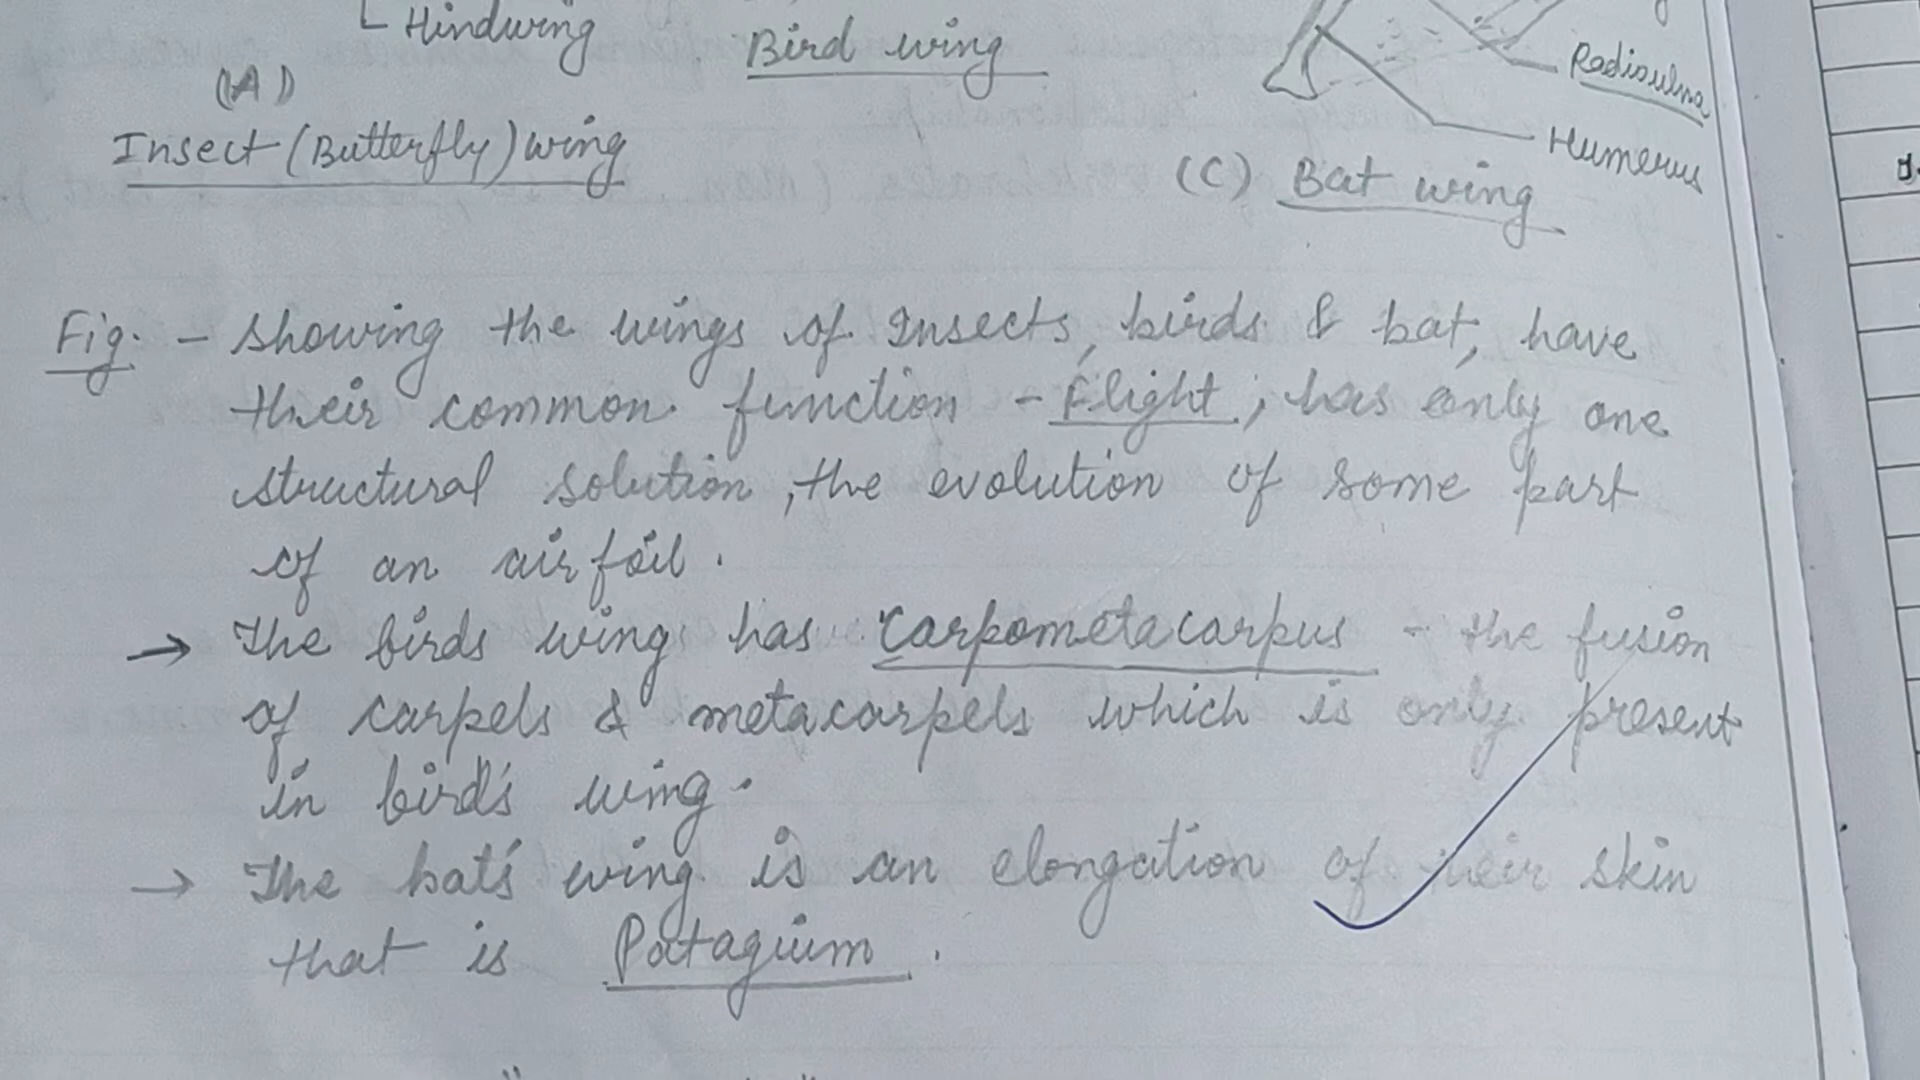 Hindwing
Bird wing
Radioulna
(A)
Humerus
Insect (Butterfly) wing
(C) Bat wing
Fig. - Showing the wings of Insects, birds & bat, have
their common function - Flight; has only one
structural solution, the evolution of some part
of an airfoil.
→ The birds wing has Carpometacarpus - the fusion
of carpels & metacarpels which is only present
in bird's wing.
→ The bat's wing is an elongation of their skin
that is Patagium.